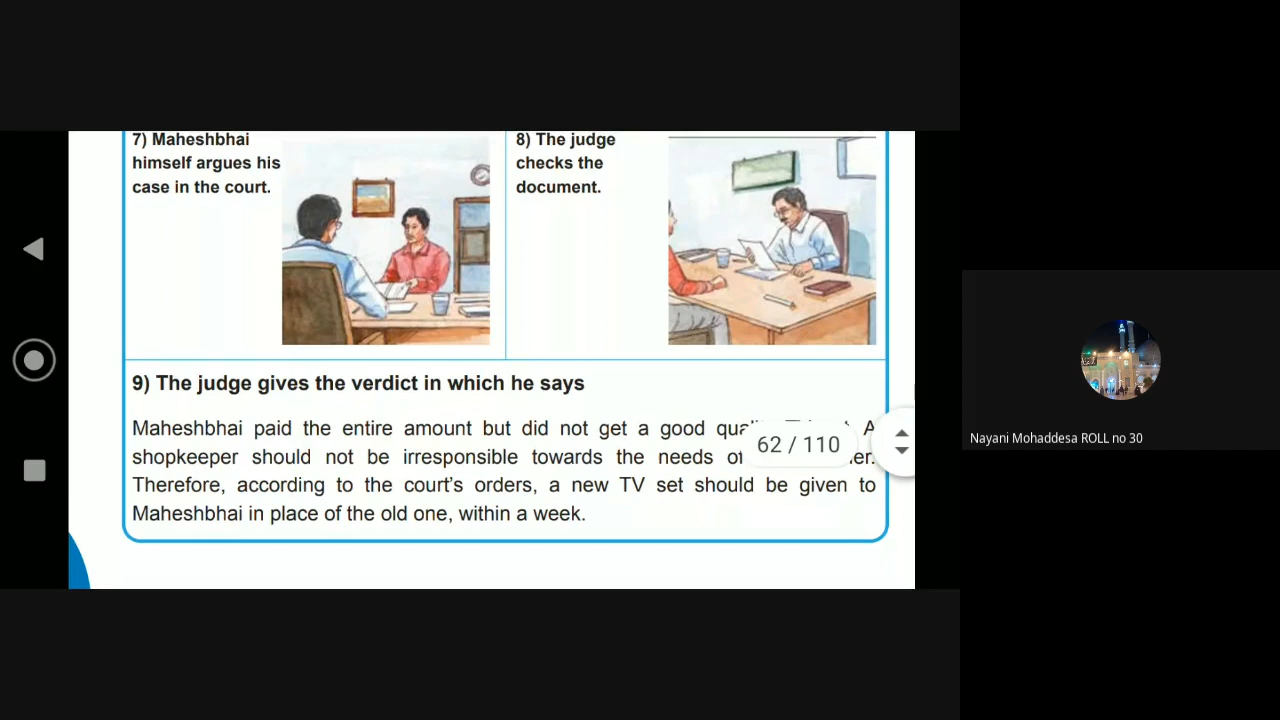 7) Maheshbhai
himself argues his
case in the court.
8) The judge
checks the
document.
9) The judge gives the verdict in which he says
Maheshbhai paid the entire amount but did not get a good A
shopkeeper should not be irresponsible towards the needs
62 / 110
Therefore, according to the court's orders, a new TV set should be given to
Maheshbhai in place of the old one, within a week.
Nayani Mohaddesa ROLL no 30